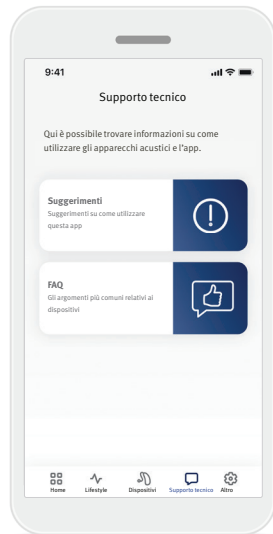 9:41
Supporto tecnico
Qui è possibile trovare informazioni su come
utilizzare gli apparecchi acustici e l'app.
Suggerimenti
Suggerimenti su come utilizzare
questa app
FAQ
Gli argomenti più comuni relativi ai
dispositivi
Home Lifestyle Dispositivi Supporto tecnico Altro